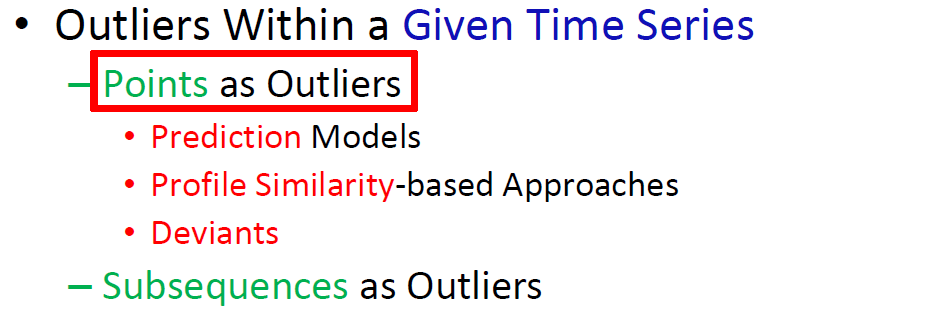 • Outliers Within a Given Time Series
– Points as Outliers
• Prediction Models
• Profile Similarity-based Approaches
• Deviants
– Subsequences as Outliers